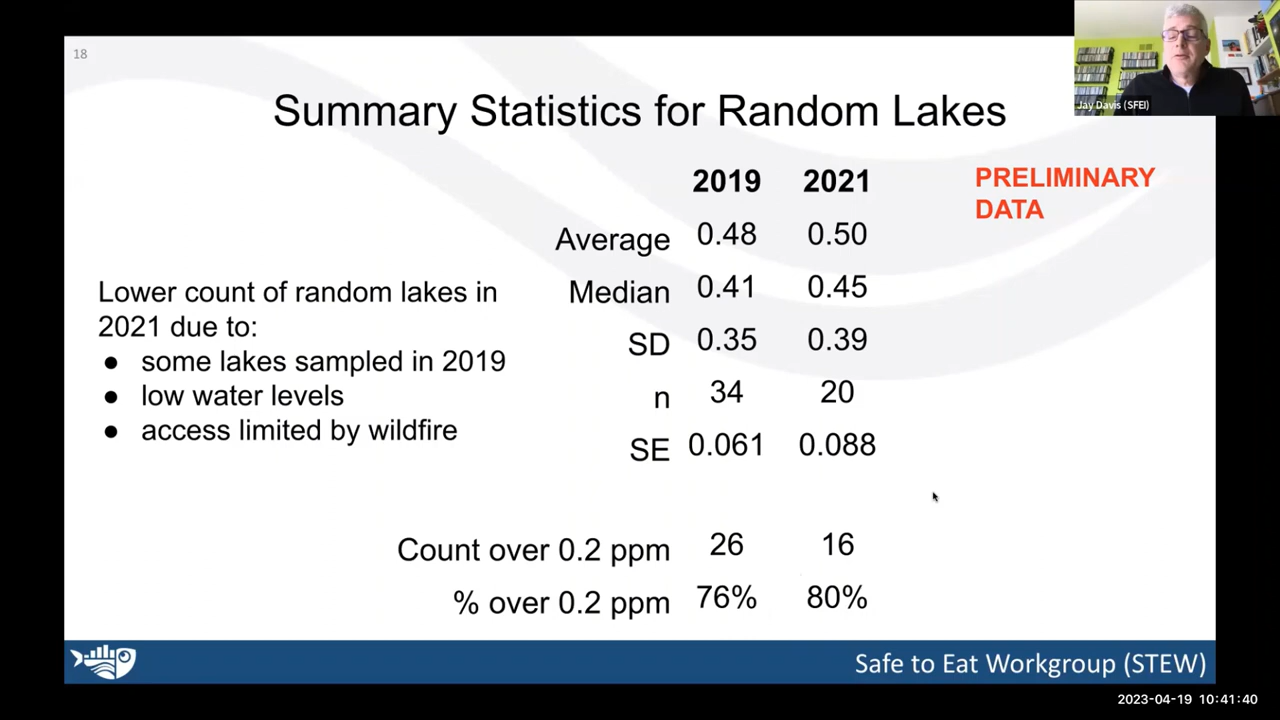 18
Jay Davis (SFEI)
Summary Statistics for Random Lakes
PRELIMINARY
DATA
2019 2021
Average 0.48 0.50
Median 0.41 0.45
SD 0.35 0.39
n 34 20
SE 0.061 0.088
Lower count of random lakes in
2021 due to:
● some lakes sampled in 2019
● low water levels
● access limited by wildfire
Count over 0.2 ppm 26 16
% over 0.2 ppm 76% 80%
Safe to Eat Workgroup (STEW)
2023-04-19 10:41:40